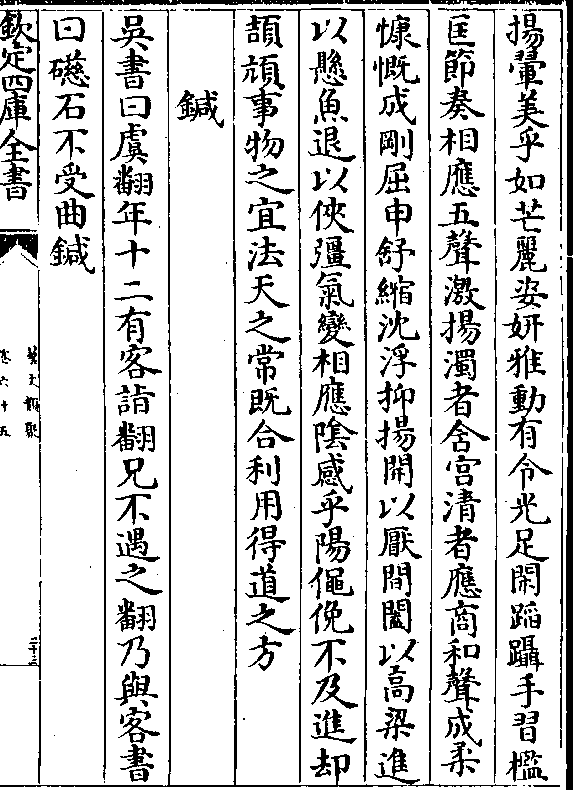 揚翬美乎如芒麗姿妍雅動有令光足閑蹈躡手習檻
匡節奏相應五聲激揚濁者含宮清者應商和聲成柔
慷慨成剛屈申舒縮沈浮抑揚開以厭間闔以高梁進
以懸魚退以俠彊氣變相應陰感乎陽僶俛不及進却
頡頏事物之宜法天之常既合利用得道之方
鍼
吳書曰虞翻年十二有客詣翻兄不遇之翻乃與客書
曰磁石不受曲鍼
欽定四庫全書
藝文類聚
卷六十五
二十三